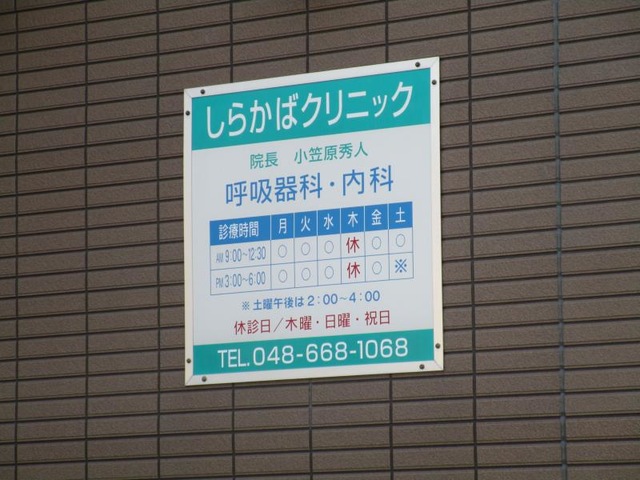 しらかばクリニック
院長 小笠原秀人
呼吸器科・内科
診療時間 月 火 水 木 金 土
AM 9:00～12:30 ○ ○ ○ 休 ○ ○
PM 3:00～6:00 ○ ○ ○ 休 ○ ※
※土曜午後は2:00～4:00
休診日／木曜・日曜・祝日
TEL.048-668-1068